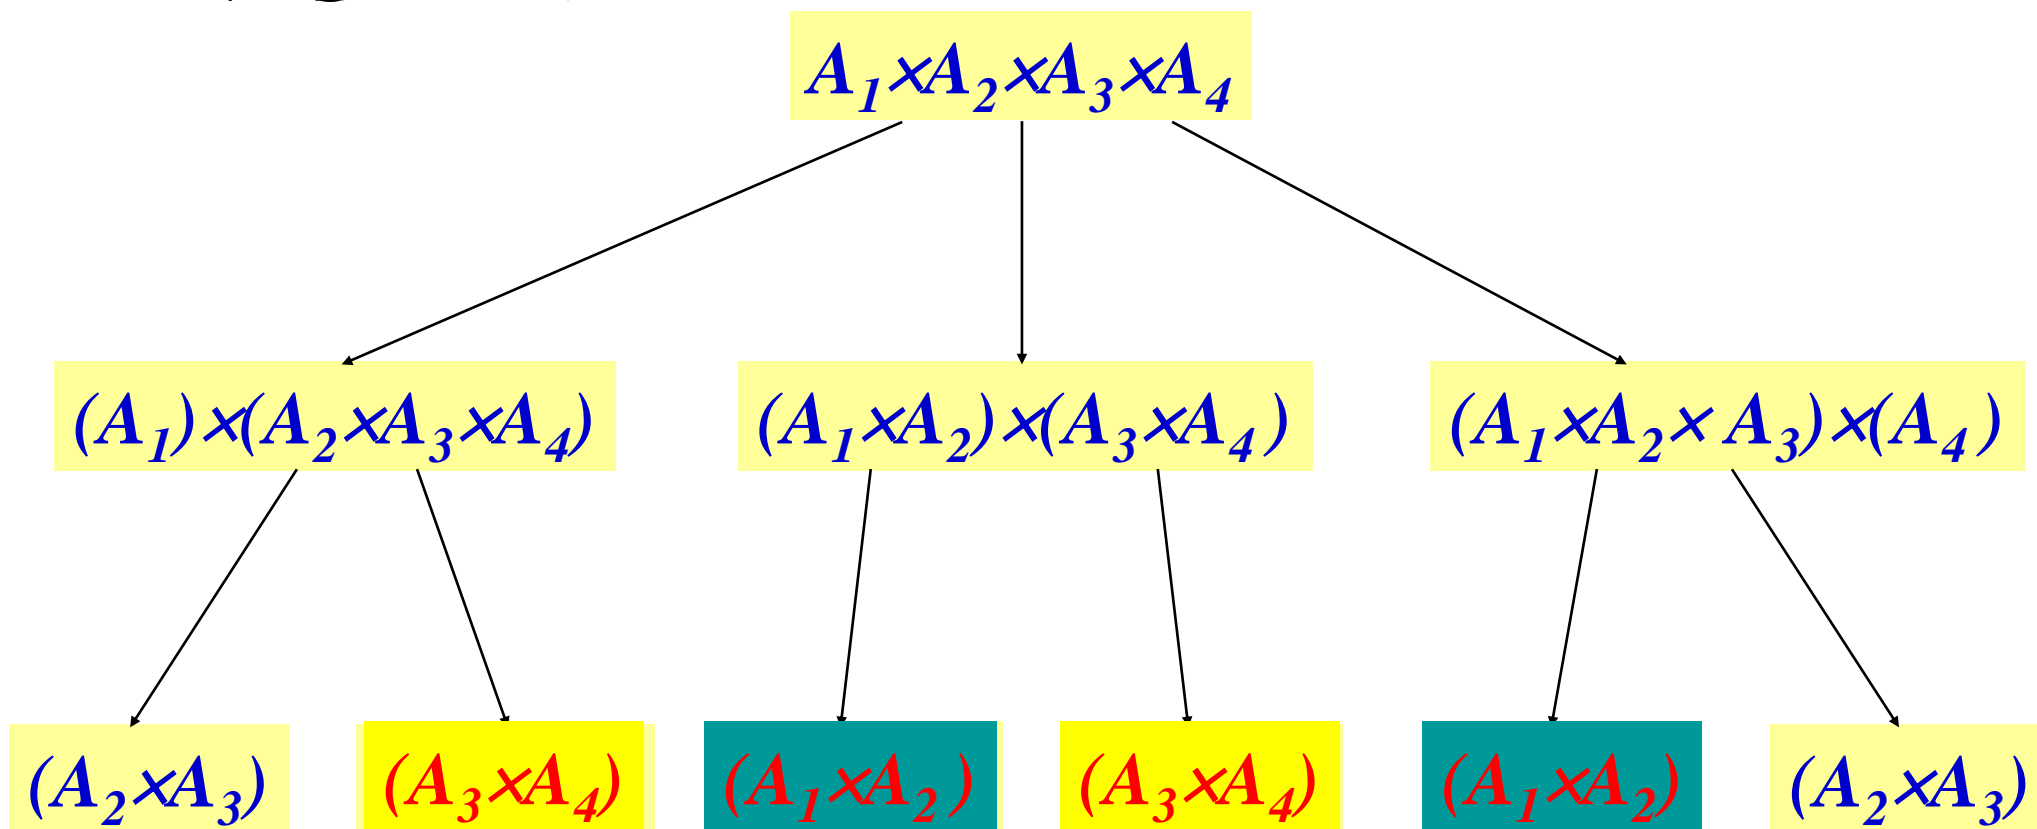 A₁×A₂×A₃×A₄
(A₁)×(A₂×A₃×A₄)
(A₁×A₂)×(A₃×A₄ )
(A₁×A₂× A₃)×(A₄ )
(A₂×A₃)
(A₃×A₄)
(A₁×A₂ )
(A₃×A₄)
(A₁×A₂)
(A₂×A₃)